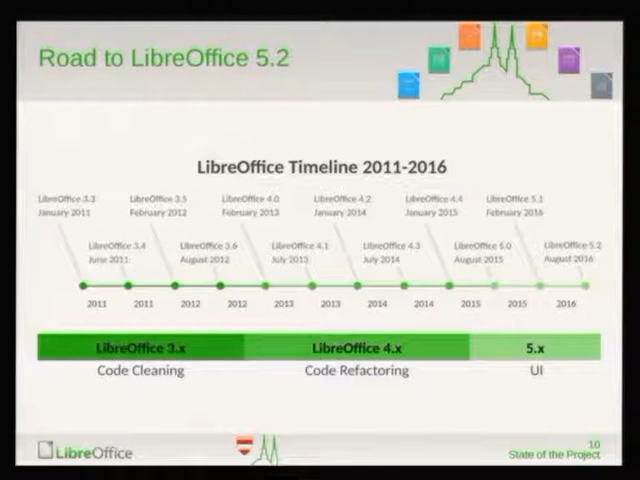 Road to LibreOffice 5.2
LibreOffice Timeline 2011-2016
LibreOffice 3.3
January 2011
LibreOffice 3.5
February 2012
LibreOffice 4.0
February 2013
LibreOffice 4.2
January 2014
LibreOffice 4.4
January 2015
LibreOffice 5.1
February 2016
LibreOffice 3.4
June 2011
LibreOffice 3.6
August 2012
LibreOffice 4.1
July 2013
LibreOffice 4.3
July 2014
LibreOffice 5.0
August 2015
LibreOffice 5.2
August 2016
2011 2011 2012 2012 2013 2013 2014 2014 2015 2015 2016
LibreOffice 3.x LibreOffice 4.x 5.x
Code Cleaning Code Refactoring UI
LibreOffice
10
State of the Project